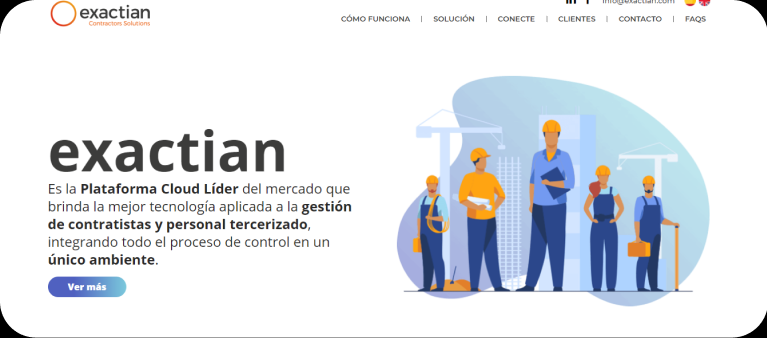 exactian
Contractors Solutions
info@exactian.com
CÓMO FUNCIONA | SOLUCIÓN | CONECTE | CLIENTES | CONTACTO | FAQS
exactian
Es la Plataforma Cloud Líder del mercado que
brinda la mejor tecnología aplicada a la gestión
de contratistas y personal tercerizado,
integrando todo el proceso de control en un
único ambiente.
Ver más